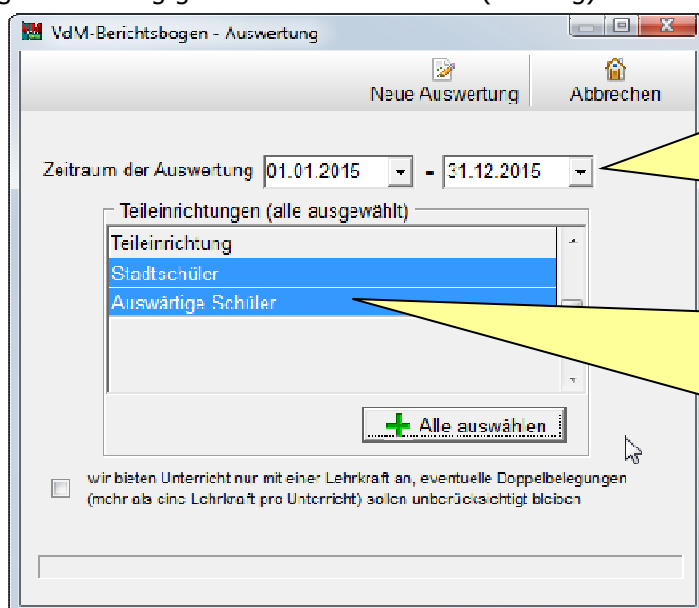 VdM-Berichtsbogen - Auswertung
Neue Auswertung Abbrechen
Zeitraum der Auswertung 01.01.2015 - 31.12.2015
Teileinrichtungen (alle ausgewählt)
Teileinrichtung
Stadtschüler
Auswärtige Schüler
Alle auswählen
wir bieten Unterricht nur mit einer Lehrkraft an, eventuelle Doppelbelegungen
(mehr als eine Lehrkraft pro Unterricht) sollen unberücksichtigt bleiben